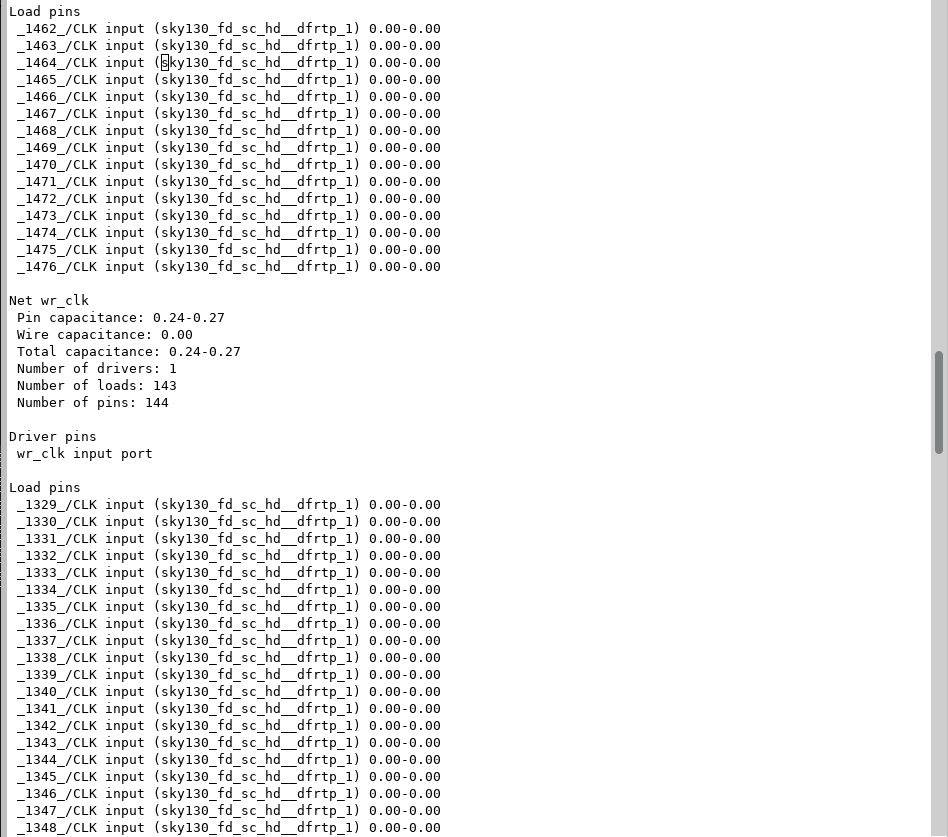 Load pins
 _1462_/CLK input (sky130_fd_sc_hd__dfrtp_1) 0.00-0.00
 _1463_/CLK input (sky130_fd_sc_hd__dfrtp_1) 0.00-0.00
 _1464_/CLK input (sky130_fd_sc_hd__dfrtp_1) 0.00-0.00
 _1465_/CLK input (sky130_fd_sc_hd__dfrtp_1) 0.00-0.00
 _1466_/CLK input (sky130_fd_sc_hd__dfrtp_1) 0.00-0.00
 _1467_/CLK input (sky130_fd_sc_hd__dfrtp_1) 0.00-0.00
 _1468_/CLK input (sky130_fd_sc_hd__dfrtp_1) 0.00-0.00
 _1469_/CLK input (sky130_fd_sc_hd__dfrtp_1) 0.00-0.00
 _1470_/CLK input (sky130_fd_sc_hd__dfrtp_1) 0.00-0.00
 _1471_/CLK input (sky130_fd_sc_hd__dfrtp_1) 0.00-0.00
 _1472_/CLK input (sky130_fd_sc_hd__dfrtp_1) 0.00-0.00
 _1473_/CLK input (sky130_fd_sc_hd__dfrtp_1) 0.00-0.00
 _1474_/CLK input (sky130_fd_sc_hd__dfrtp_1) 0.00-0.00
 _1475_/CLK input (sky130_fd_sc_hd__dfrtp_1) 0.00-0.00
 _1476_/CLK input (sky130_fd_sc_hd__dfrtp_1) 0.00-0.00

Net wr_clk
 Pin capacitance: 0.24-0.27
 Wire capacitance: 0.00
 Total capacitance: 0.24-0.27
 Number of drivers: 1
 Number of loads: 143
 Number of pins: 144

Driver pins
 wr_clk input port

Load pins
 _1329_/CLK input (sky130_fd_sc_hd__dfrtp_1) 0.00-0.00
 _1330_/CLK input (sky130_fd_sc_hd__dfrtp_1) 0.00-0.00
 _1331_/CLK input (sky130_fd_sc_hd__dfrtp_1) 0.00-0.00
 _1332_/CLK input (sky130_fd_sc_hd__dfrtp_1) 0.00-0.00
 _1333_/CLK input (sky130_fd_sc_hd__dfrtp_1) 0.00-0.00
 _1334_/CLK input (sky130_fd_sc_hd__dfrtp_1) 0.00-0.00
 _1335_/CLK input (sky130_fd_sc_hd__dfrtp_1) 0.00-0.00
 _1336_/CLK input (sky130_fd_sc_hd__dfrtp_1) 0.00-0.00
 _1337_/CLK input (sky130_fd_sc_hd__dfrtp_1) 0.00-0.00
 _1338_/CLK input (sky130_fd_sc_hd__dfrtp_1) 0.00-0.00
 _1339_/CLK input (sky130_fd_sc_hd__dfrtp_1) 0.00-0.00
 _1340_/CLK input (sky130_fd_sc_hd__dfrtp_1) 0.00-0.00
 _1341_/CLK input (sky130_fd_sc_hd__dfrtp_1) 0.00-0.00
 _1342_/CLK input (sky130_fd_sc_hd__dfrtp_1) 0.00-0.00
 _1343_/CLK input (sky130_fd_sc_hd__dfrtp_1) 0.00-0.00
 _1344_/CLK input (sky130_fd_sc_hd__dfrtp_1) 0.00-0.00
 _1345_/CLK input (sky130_fd_sc_hd__dfrtp_1) 0.00-0.00
 _1346_/CLK input (sky130_fd_sc_hd__dfrtp_1) 0.00-0.00
 _1347_/CLK input (sky130_fd_sc_hd__dfrtp_1) 0.00-0.00
 _1348_/CLK input (sky130_fd_sc_hd__dfrtp_1) 0.00-0.00